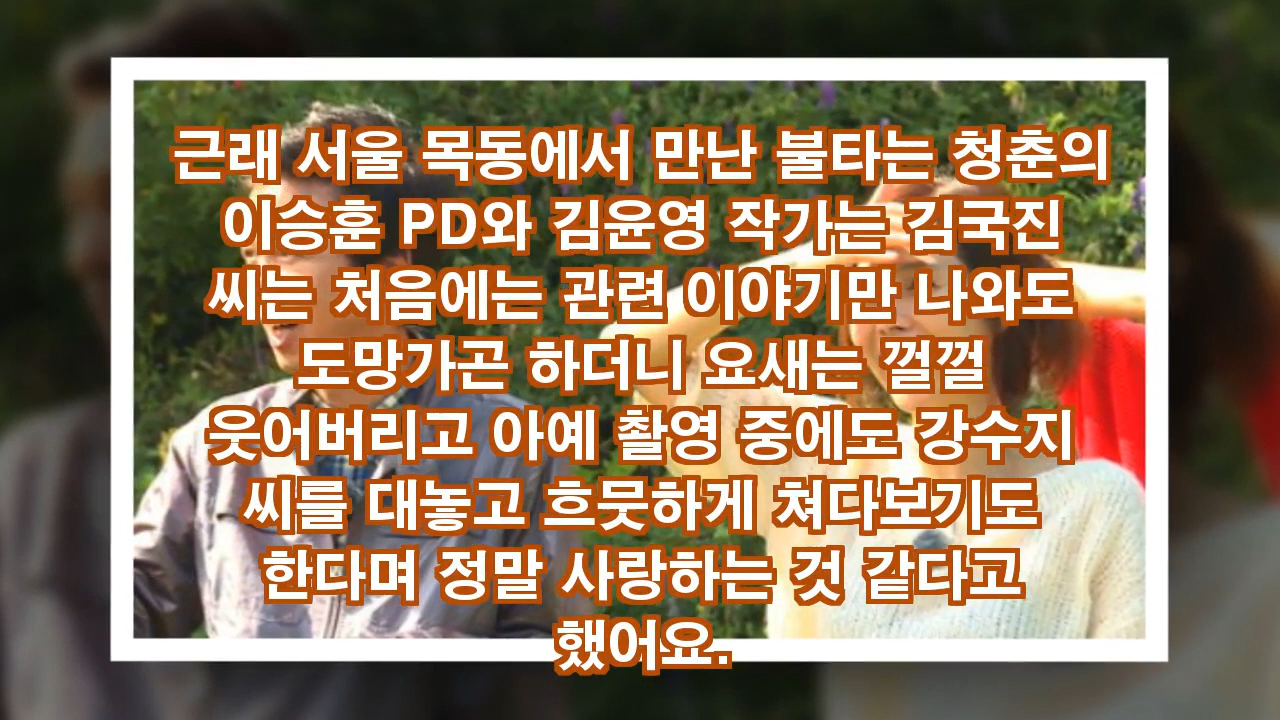 근래 서울 목동에서 만난 불타는 청춘의
이승훈 PD와 김윤영 작가는 김국진
씨는 처음에는 관련 이야기만 나와도
도망가곤 하더니 요새는 껄껄
웃어버리고 아예 촬영 중에도 강수지
씨를 대놓고 흐뭇하게 쳐다보기도
한다며 정말 사랑하는 것 같다고
했어요.